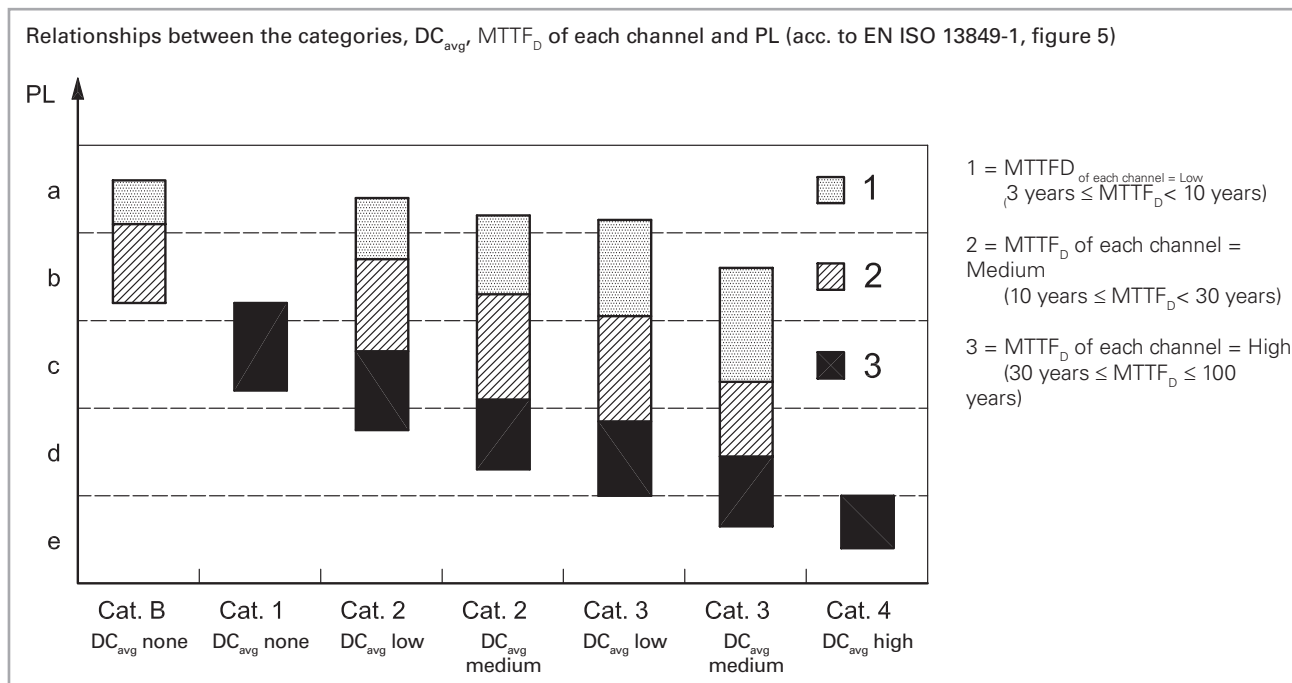 Relationships between the categories, DCavg, MTTFD of each channel and PL (acc. to EN ISO 13849-1, figure 5)
PL
a
b
c
d
e
1
2
3
1 = MTTFD of each channel = Low
(3 years ≤ MTTFD< 10 years)
2 = MTTFD of each channel =
Medium
(10 years ≤ MTTFD< 30 years)
3 = MTTFD of each channel = High
(30 years ≤ MTTFD ≤ 100
years)
Cat. B
DCavg none
Cat. 1
DCavg none
Cat. 2
DCavg low
Cat. 2
DCavg
medium
Cat. 3
DCavg low
Cat. 3
DCavg
medium
Cat. 4
DCavg high